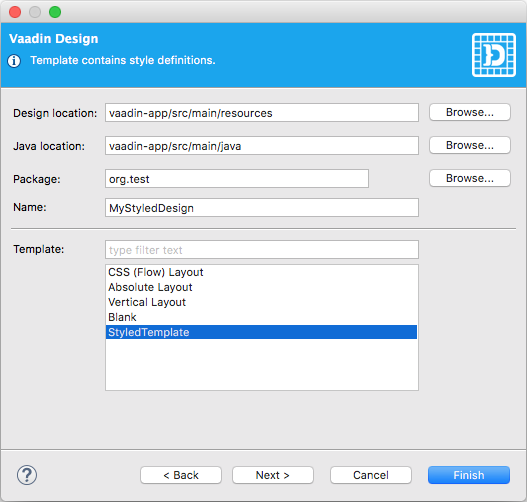 Vaadin Design
Template contains style definitions.
Design location: vaadin-app/src/main/resources Browse...
Java location: vaadin-app/src/main/java Browse...
Package: org.test Browse...
Name: MyStyledDesign
Template: type filter text
CSS (Flow) Layout
Absolute Layout
Vertical Layout
Blank
StyledTemplate
? < Back Next > Cancel Finish